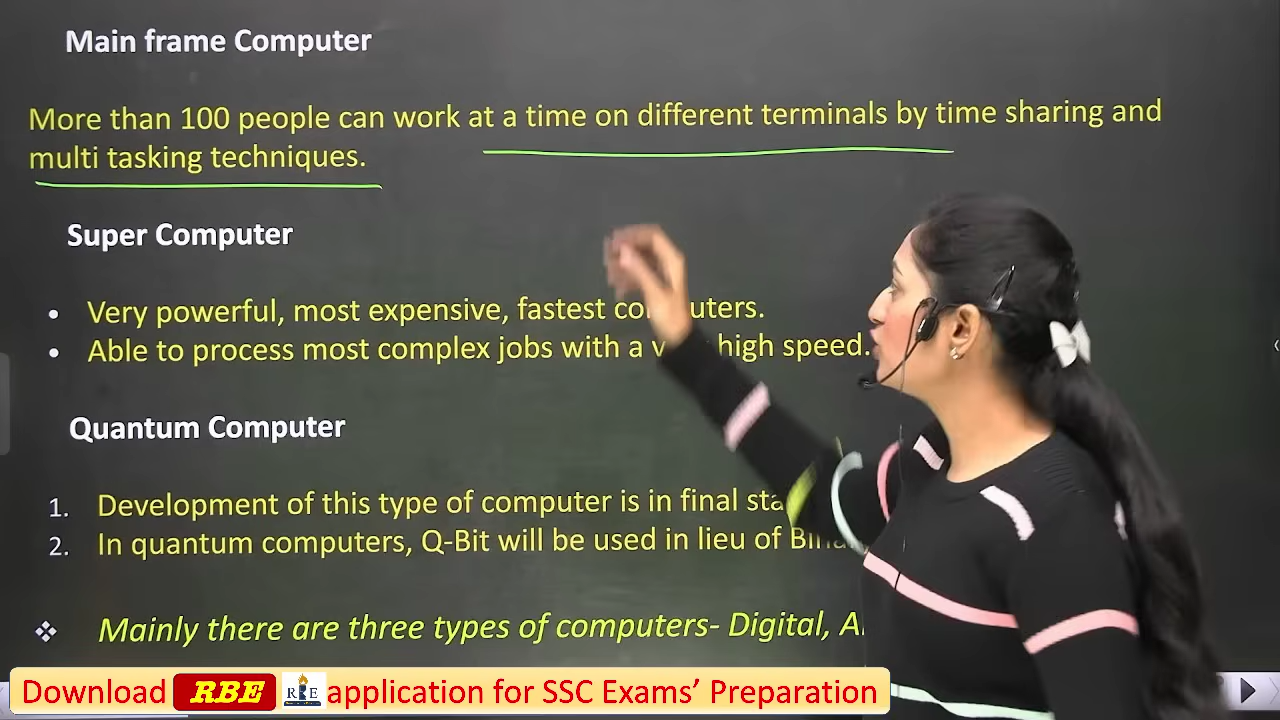 Main frame Computer
More than 100 people can work at a time on different terminals by time sharing and
multi tasking techniques.
Super Computer
• Very powerful, most expensive, fastest computers.
• Able to process most complex jobs with a very high speed.
Quantum Computer
1. Development of this type of computer is in final
2. In quantum computers, Q-Bit will be used in lieu of
❖ Mainly there are three types of computers- Digital,
Download RBE RE application for SSC Exams’ Preparation